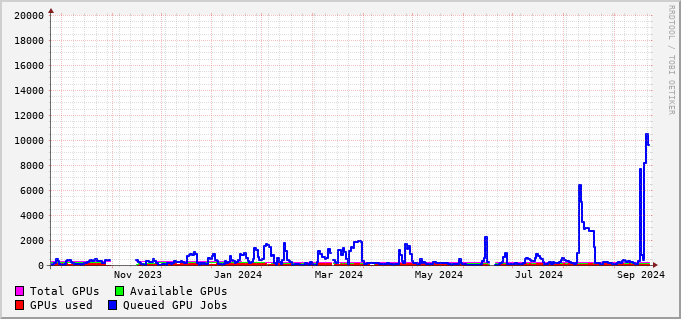 20000
18000
16000
14000
12000
10000
8000
6000
4000
2000
0
Nov 2023 Jan 2024 Mar 2024 May 2024 Jul 2024 Sep 2024
Total GPUs Available GPUs
GPUs used Queued GPU Jobs
RRDTOOL / TOBI OETIKER